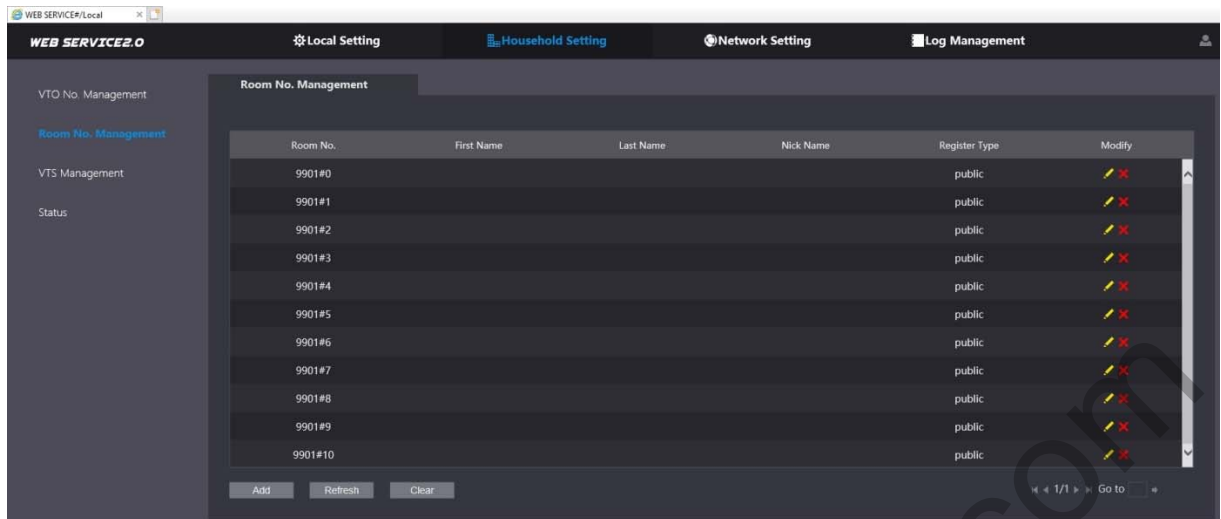 WEB SERVICE#/Local
WEB SERVICE2.0 Local Setting Household Setting Network Setting Log Management
VTO No. Management
Room No. Management
VTS Management
Status
Room No. Management
Room No. First Name Last Name Nick Name Register Type Modify
9901#0 public
9901#1 public
9901#2 public
9901#3 public
9901#4 public
9901#5 public
9901#6 public
9901#7 public
9901#8 public
9901#9 public
9901#10 public
Add Refresh Clear 1/1 Go to
com